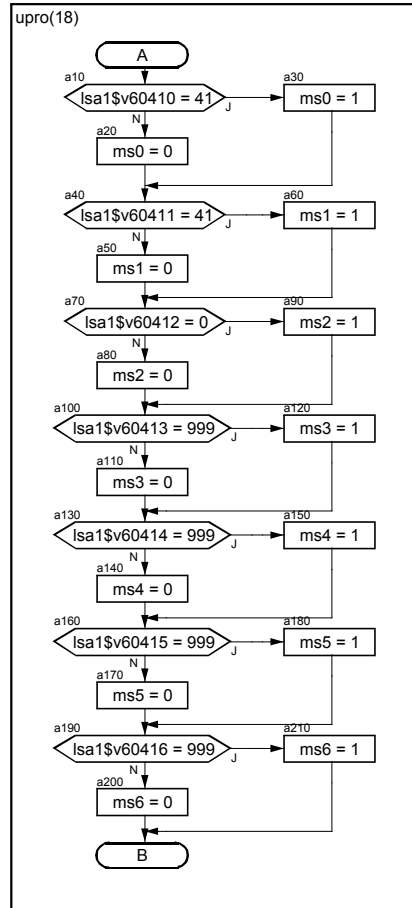 upro(18)
A
a10
lsa1$v60410 = 41
J
N
a30
ms0 = 1
a20
ms0 = 0
a40
lsa1$v60411 = 41
J
N
a60
ms1 = 1
a50
ms1 = 0
a70
lsa1$v60412 = 0
J
N
a90
ms2 = 1
a80
ms2 = 0
a100
lsa1$v60413 = 999
J
N
a120
ms3 = 1
a110
ms3 = 0
a130
lsa1$v60414 = 999
J
N
a150
ms4 = 1
a140
ms4 = 0
a160
lsa1$v60415 = 999
J
N
a180
ms5 = 1
a170
ms5 = 0
a190
lsa1$v60416 = 999
J
N
a210
ms6 = 1
a200
ms6 = 0
B